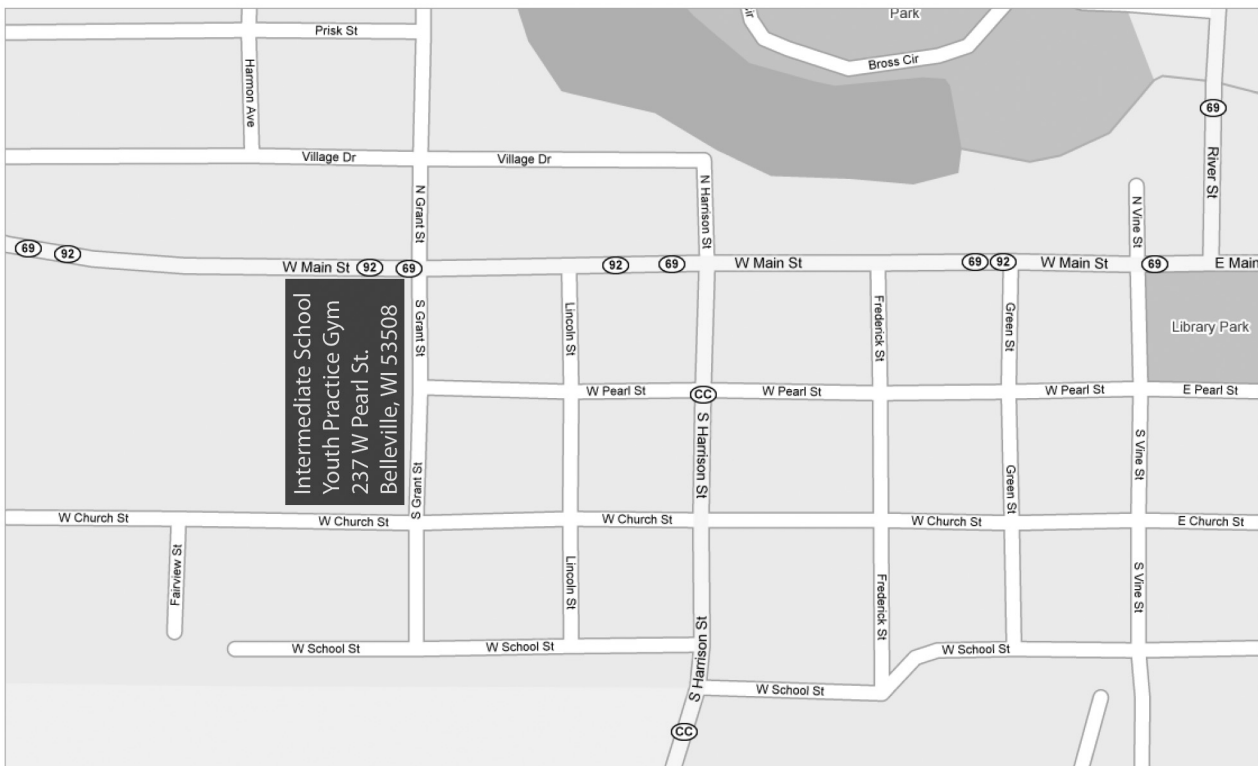 Park
Prisk St
Cir
Bross Cir
Harmon Ave
69
River St
Village Dr
Village Dr
N Grant St
N Harrison St
N Vine St
69
92
W Main St
92
69
92
69
W Main St
69
92
W Main St
69
E Main
Intermediate School
Youth Practice Gym
237 W Pearl St.
Belleville, WI 53508
S Grant St
Lincoln St
Frederick St
Green St
Library Park
W Pearl St
CC
W Pearl St
W Pearl St
E Pearl St
S Grant St
S Harrison St
Green St
S Vine St
W Church St
W Church St
W Church St
W Church St
E Church St
Fairview St
Lincoln St
Frederick St
S Vine St
W School St
W School St
S Harrison St
W School St
W School St
CC